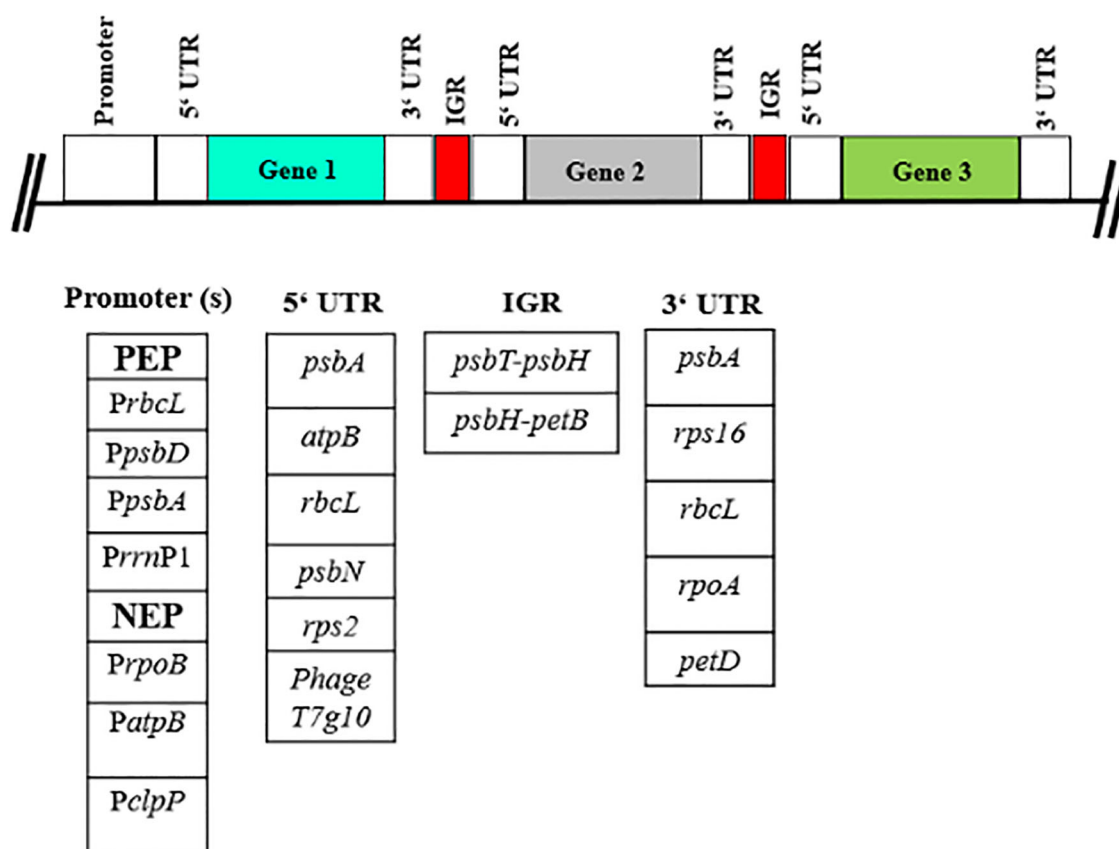 Promoter
5‘ UTR
3‘ UTR
IGR
5‘ UTR
3‘ UTR
IGR
5‘ UTR
3‘ UTR
Gene 1
Gene 2
Gene 3
Promoter (s)
PEP
PrbcL
PpsbD
PpsbA
PrrnP1
NEP
PrpoB
PatpB
PclpP
5‘ UTR
psbA
atpB
rbcL
psbN
rps2
Phage
T7g10
IGR
psbT-psbH
psbH-petB
3‘ UTR
psbA
rps16
rbcL
rpoA
petD